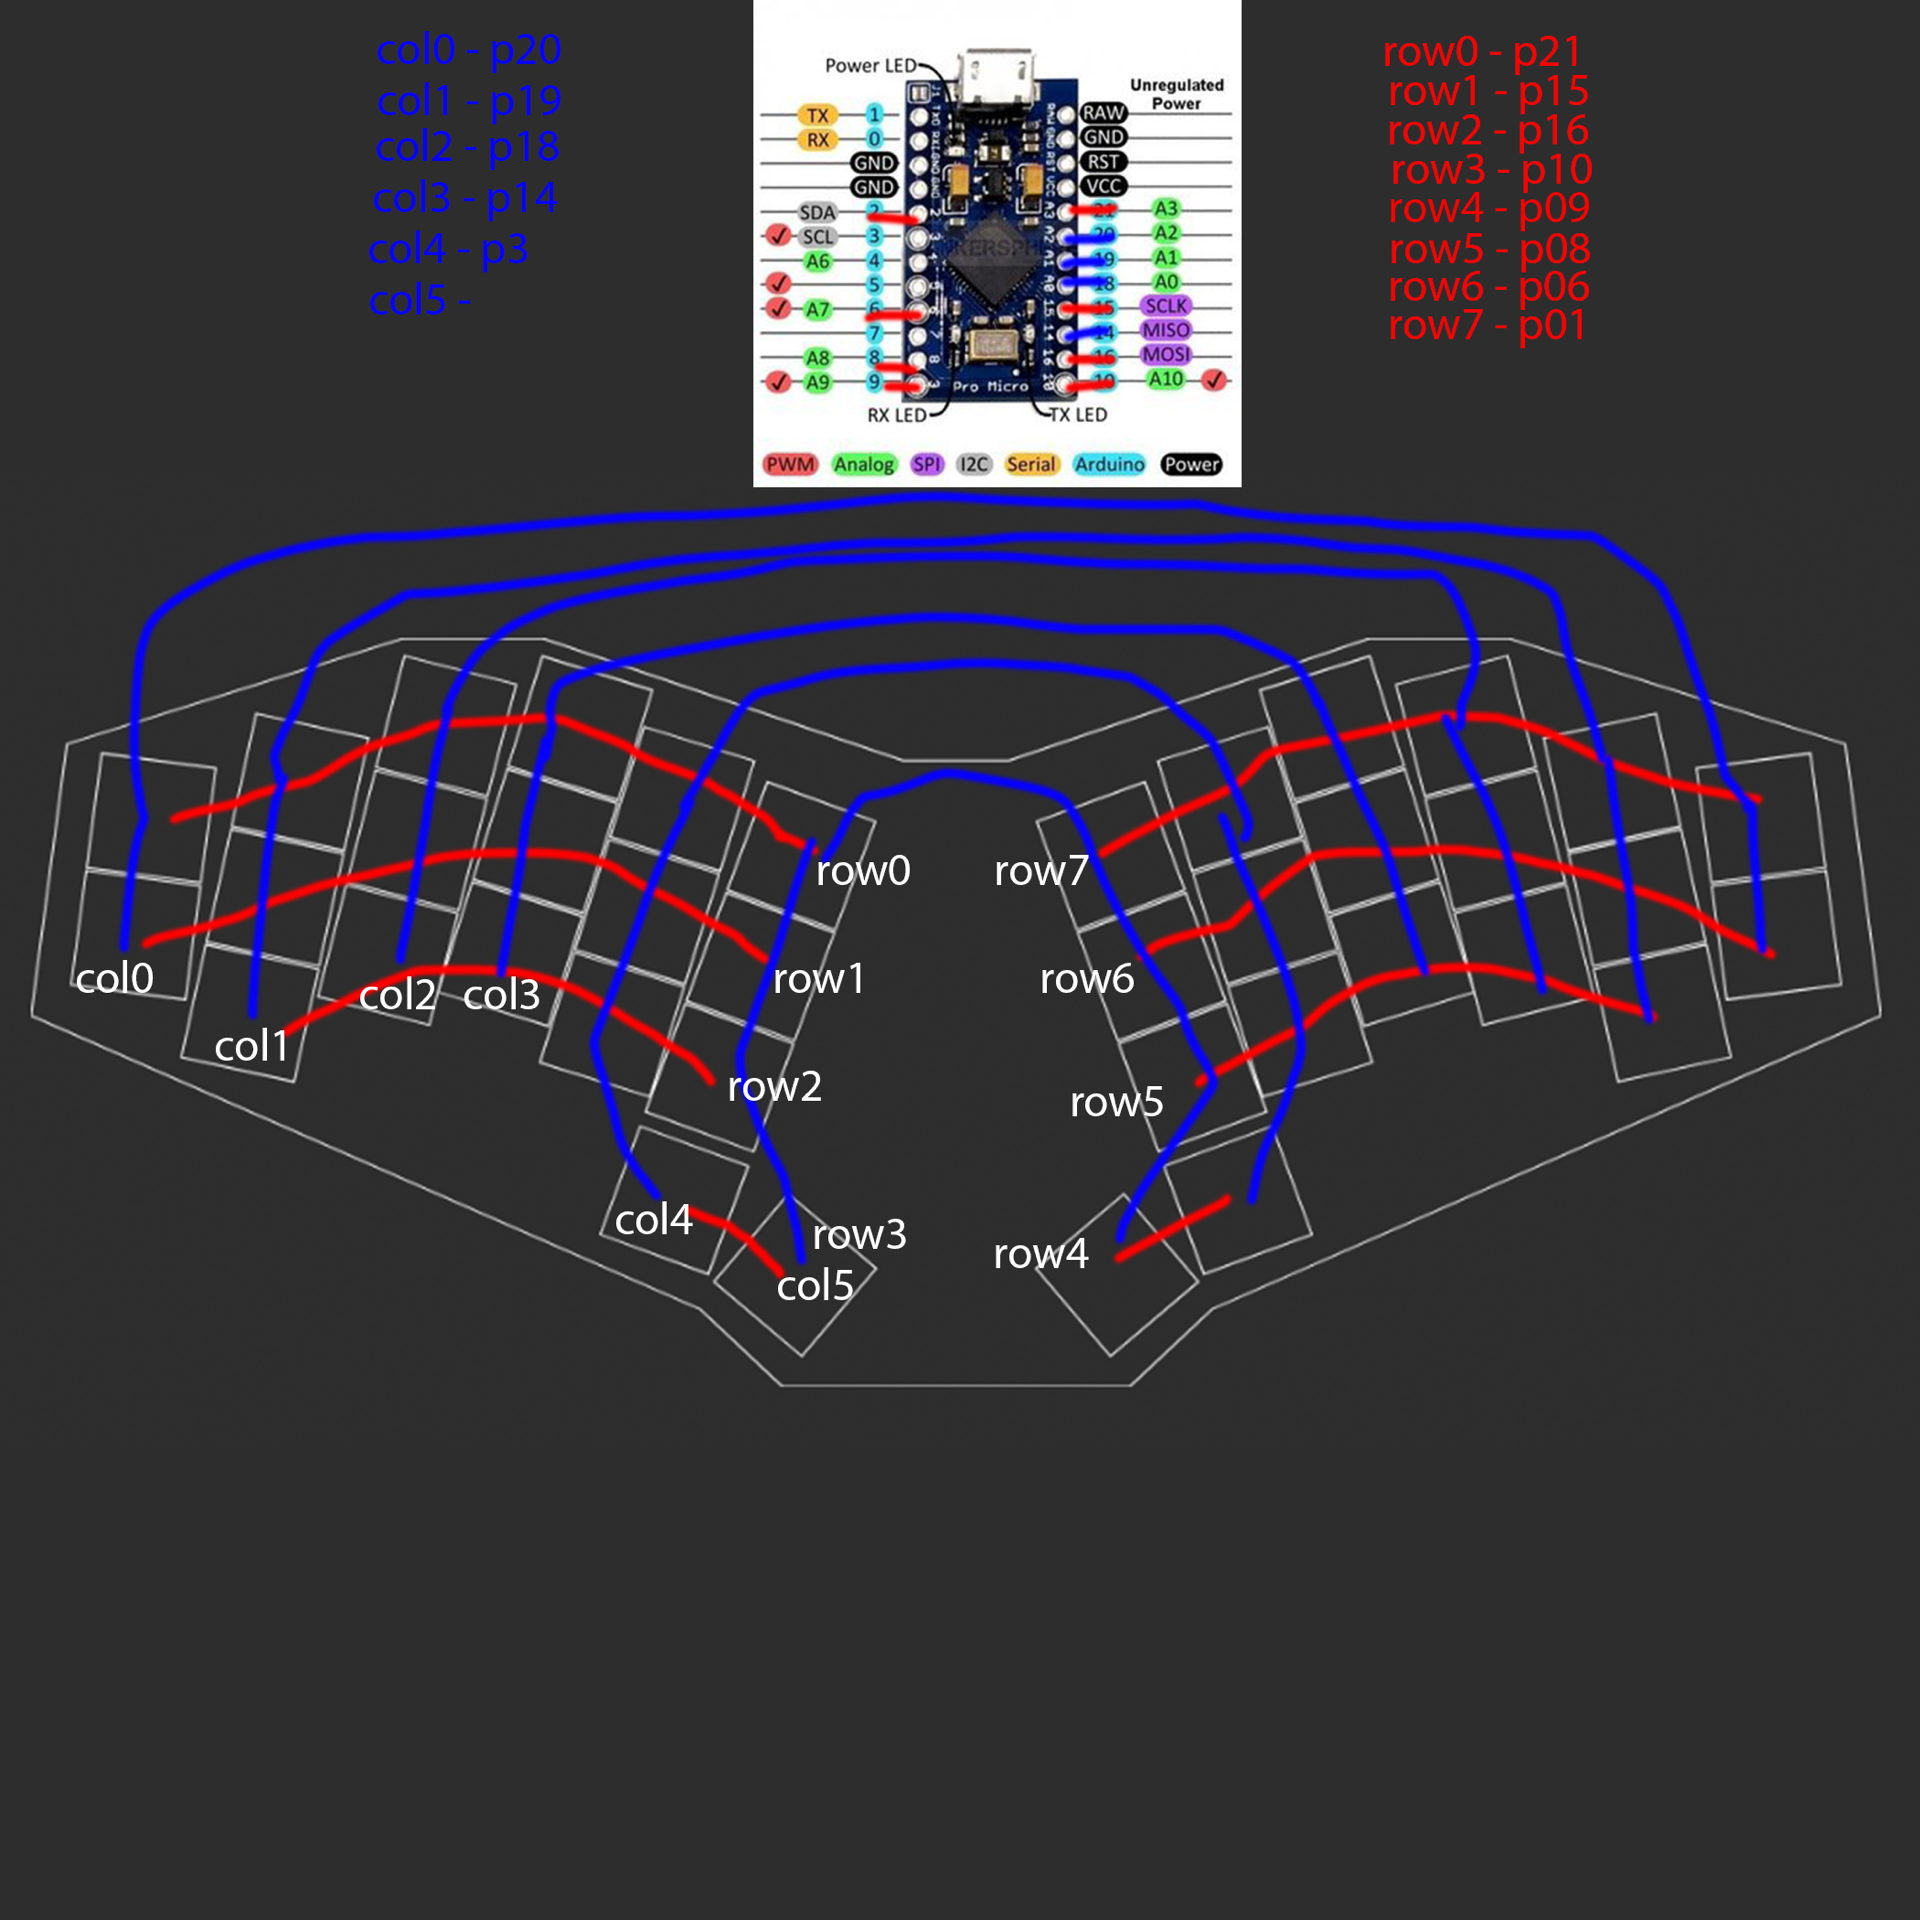 col0 - p20
col1 - p19
col2 - p18
col3 - p14
col4 - p3
col5 -
row0 - p21
row1 - p15
row2 - p16
row3 - p10
row4 - p09
row5 - p08
row6 - p06
row7 - p01
Power LED
Unregulated
Power
TX 1 RAW
RX 0 GND
GND RST
GND VCC
SDA 2 21 A3
SCL 3 20 A2
A6 4 19 A1
5 18 A0
A7 6 15 SCLK
7 14 MISO
A8 8 16 MOSI
A9 9 10 A10
Pro Micro
RX LED TX LED
PWM Analog SPI I2C Serial Arduino Power
row0 row7
col0 row1 row6
col2 col3
col1
row2 row5
col4 row3 row4
col5